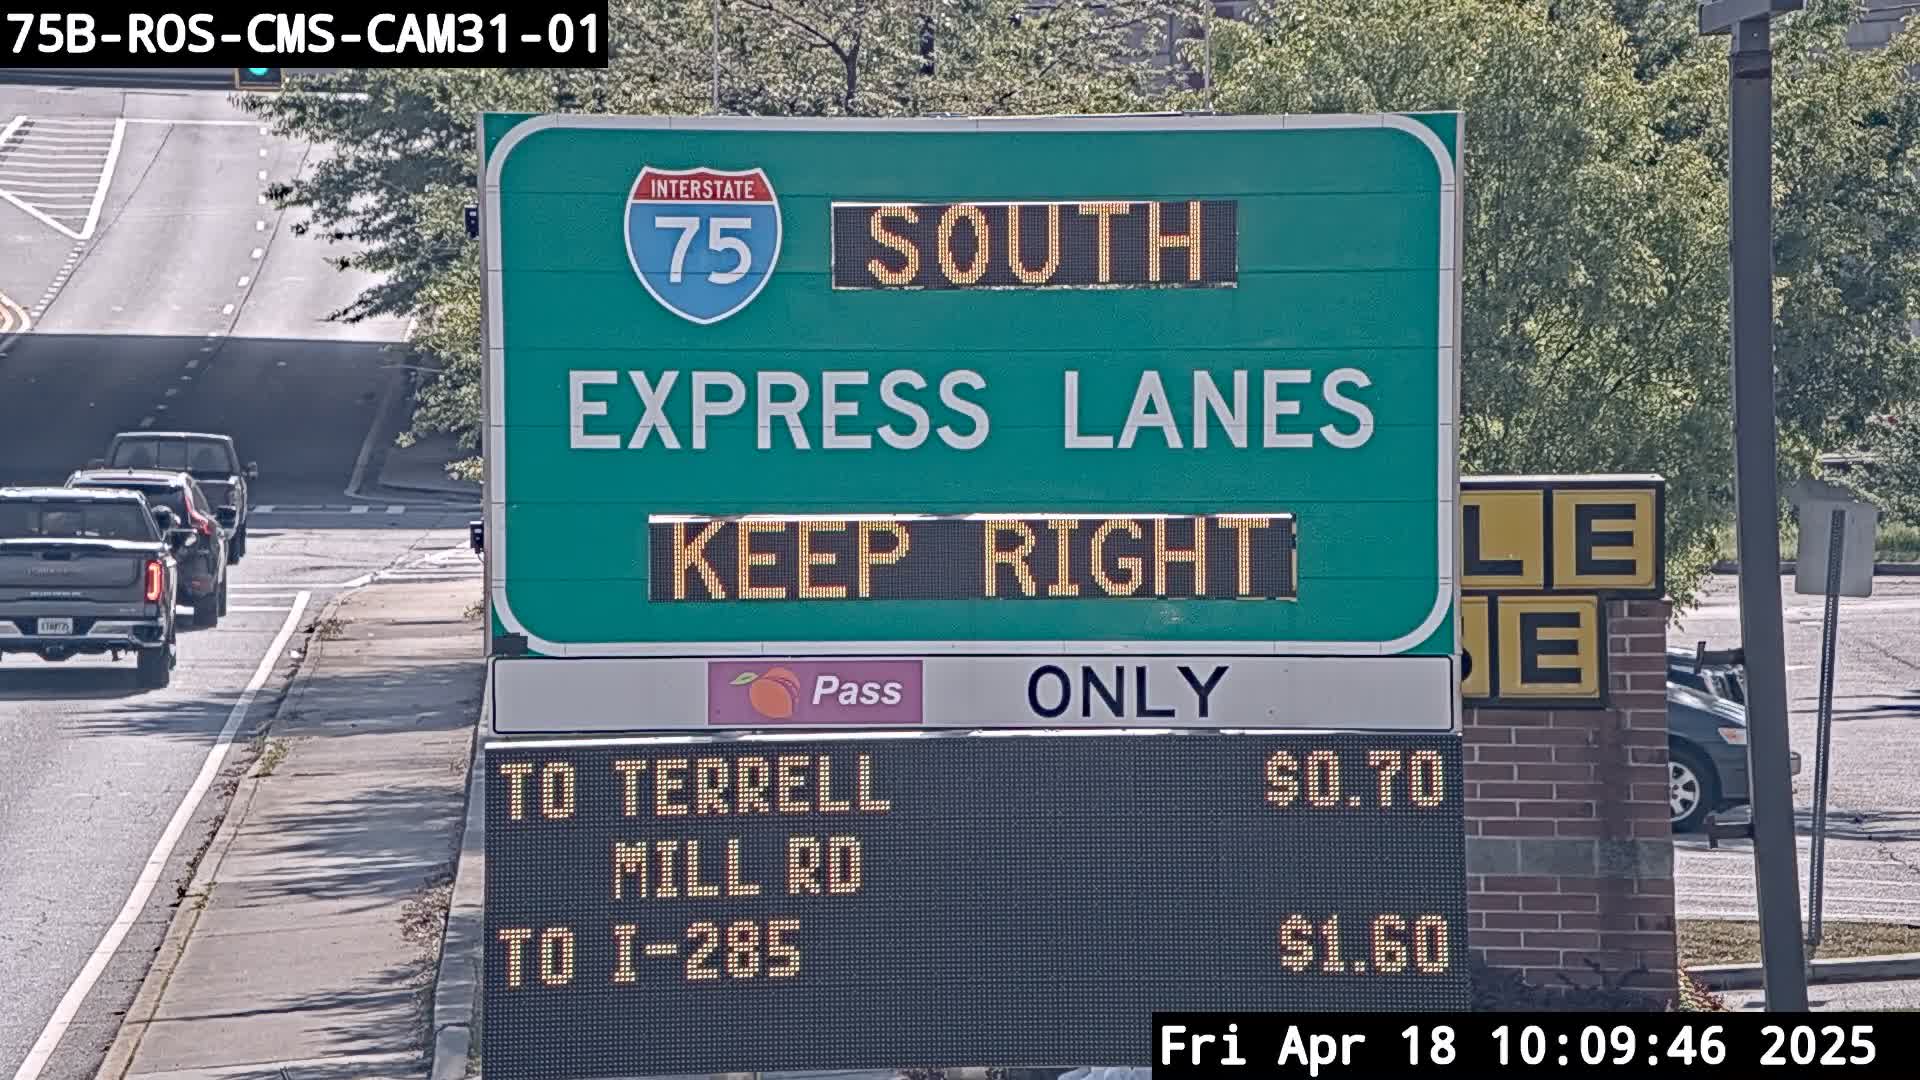 75B-ROS-CMS-CAM31-01
INTERSTATE
75 SOUTH
EXPRESS LANES
KEEP RIGHT
Pass ONLY
TO TERRELL $0.70
MILL RD
TO I-285 $1.60
LE
E
Fri Apr 18 10:09:46 2025